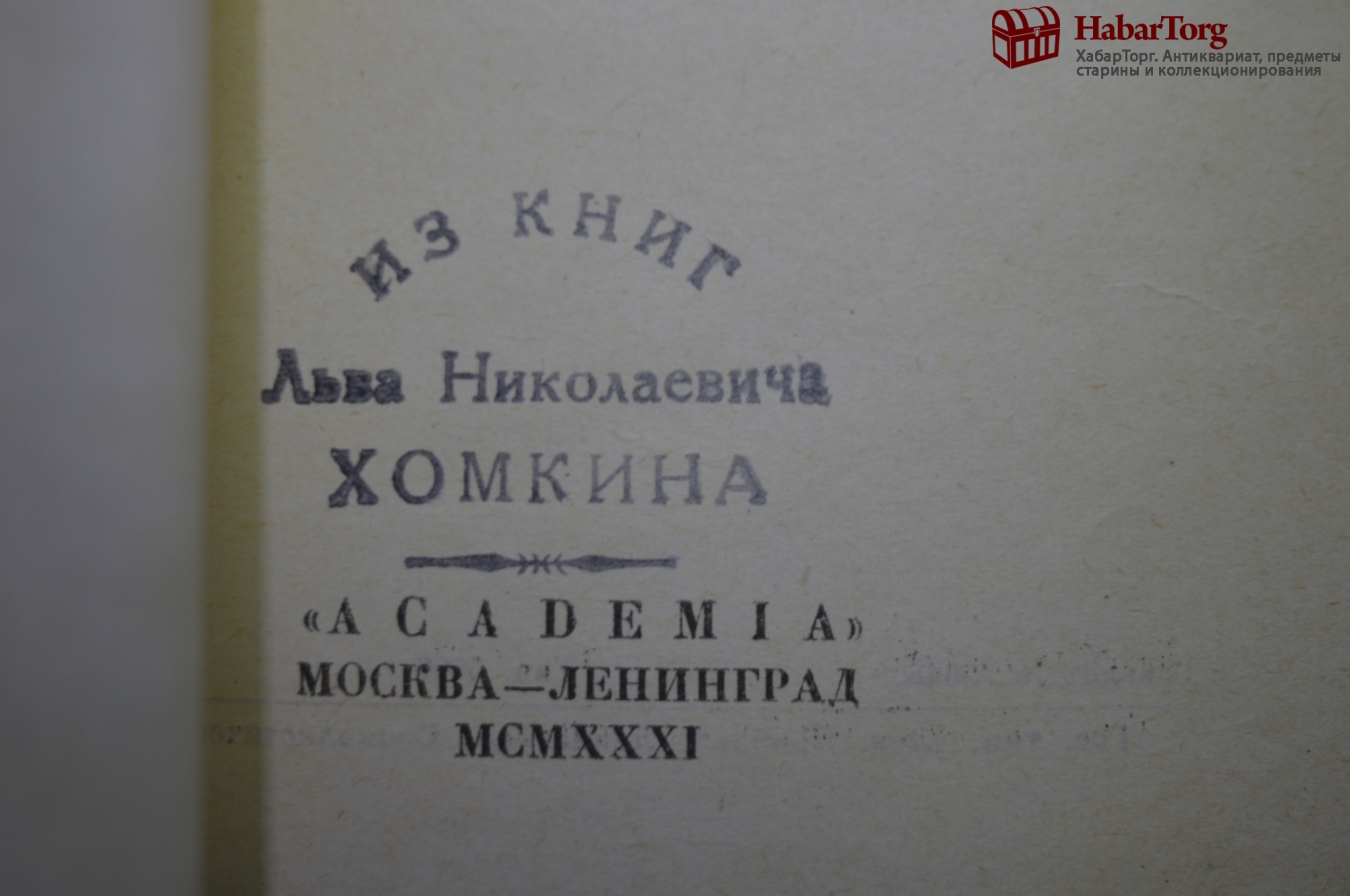 HabarTorg
ХабарТорг. Антиквариат, предметы
старины и коллекционирования
ИЗ КНИГ
Льва Николаевича
ХОМКИНА
«ACADEMIA»
МОСКВА—ЛЕНИНГРАД
MCMXXXI